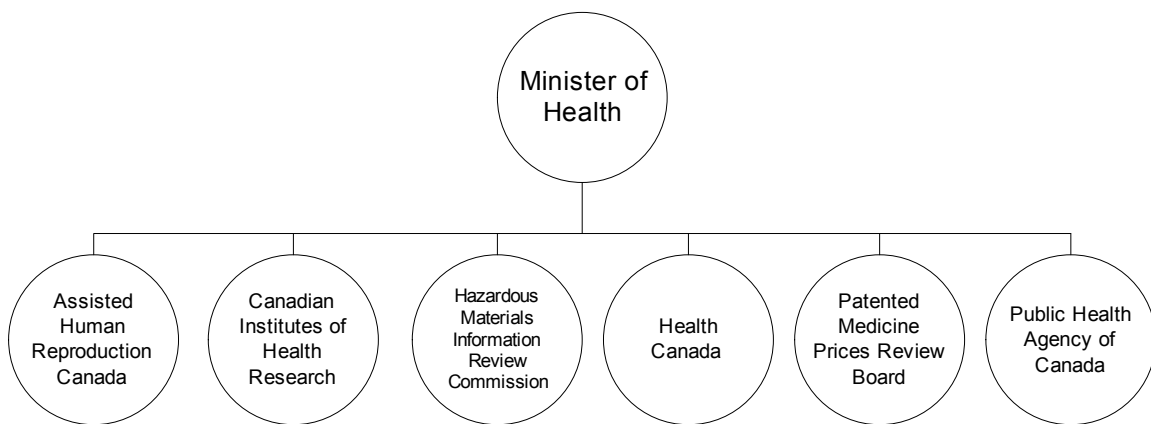 Minister of
Health
Assisted
Human
Reproduction
Canada
Canadian
Institutes of
Health
Research
Hazardous
Materials
Information
Review
Commission
Health
Canada
Patented
Medicine
Prices Review
Board
Public Health
Agency of
Canada